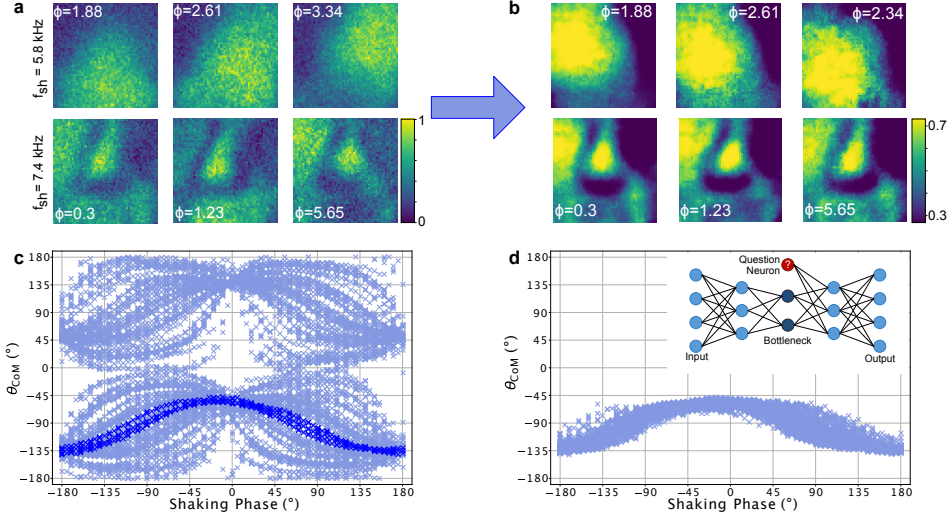 a
b
ϕ=1.88
ϕ=2.61
ϕ=3.34
ϕ=1.88
ϕ=2.61
ϕ=2.34
f_sh = 5.8 kHz
f_sh = 7.4 kHz
ϕ=0.3
ϕ=1.23
ϕ=5.65
1
0
ϕ=0.3
ϕ=1.23
ϕ=5.65
0.7
0.3
c
180
135
90
45
0
−45
−90
−135
−180
θ_CoM (°)
−180 −135 −90 −45 0 45 90 135 180
Shaking Phase (°)
d
180
135
90
45
0
−45
−90
−135
−180
θ_CoM (°)
Question
Neuron
?
Bottleneck
Input
Output
−180 −135 −90 −45 0 45 90 135 180
Shaking Phase (°)